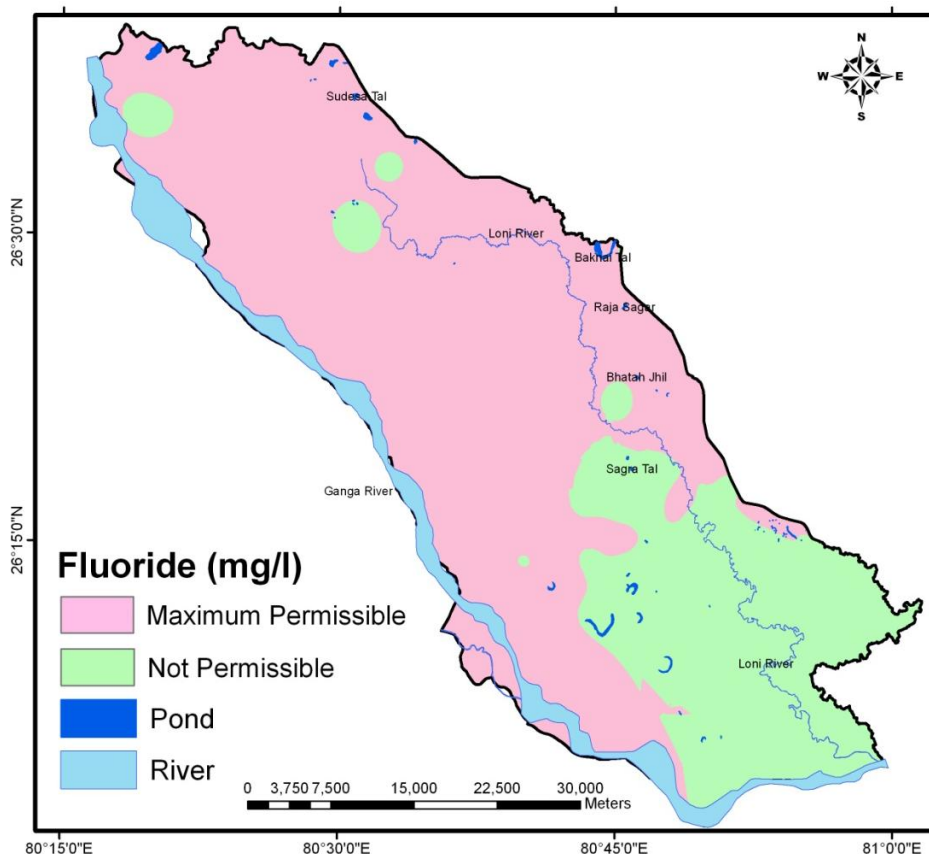 N
W E
S
Sudesa Tal
Loni River
Baknai Tal
Raja Sagar
Bhatah Jhil
Sagra Tal
Ganga River
Loni River
26°30'0"N
26°15'0"N
Fluoride (mg/l)
Maximum Permissible
Not Permissible
Pond
River
0 3,750 7,500 15,000 22,500 30,000
Meters
80°15'0"E 80°30'0"E 80°45'0"E 81°0'0"E